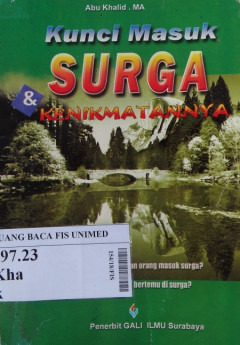 Abu Khalid. MA
Kunci Masuk
SURGA
& KENIKMATANNYA
UANG BACA FIS UNIMED
97.23
Kha
an orang masuk surga?
bertemu di surga?
Penerbit GALI ILMU Surabaya